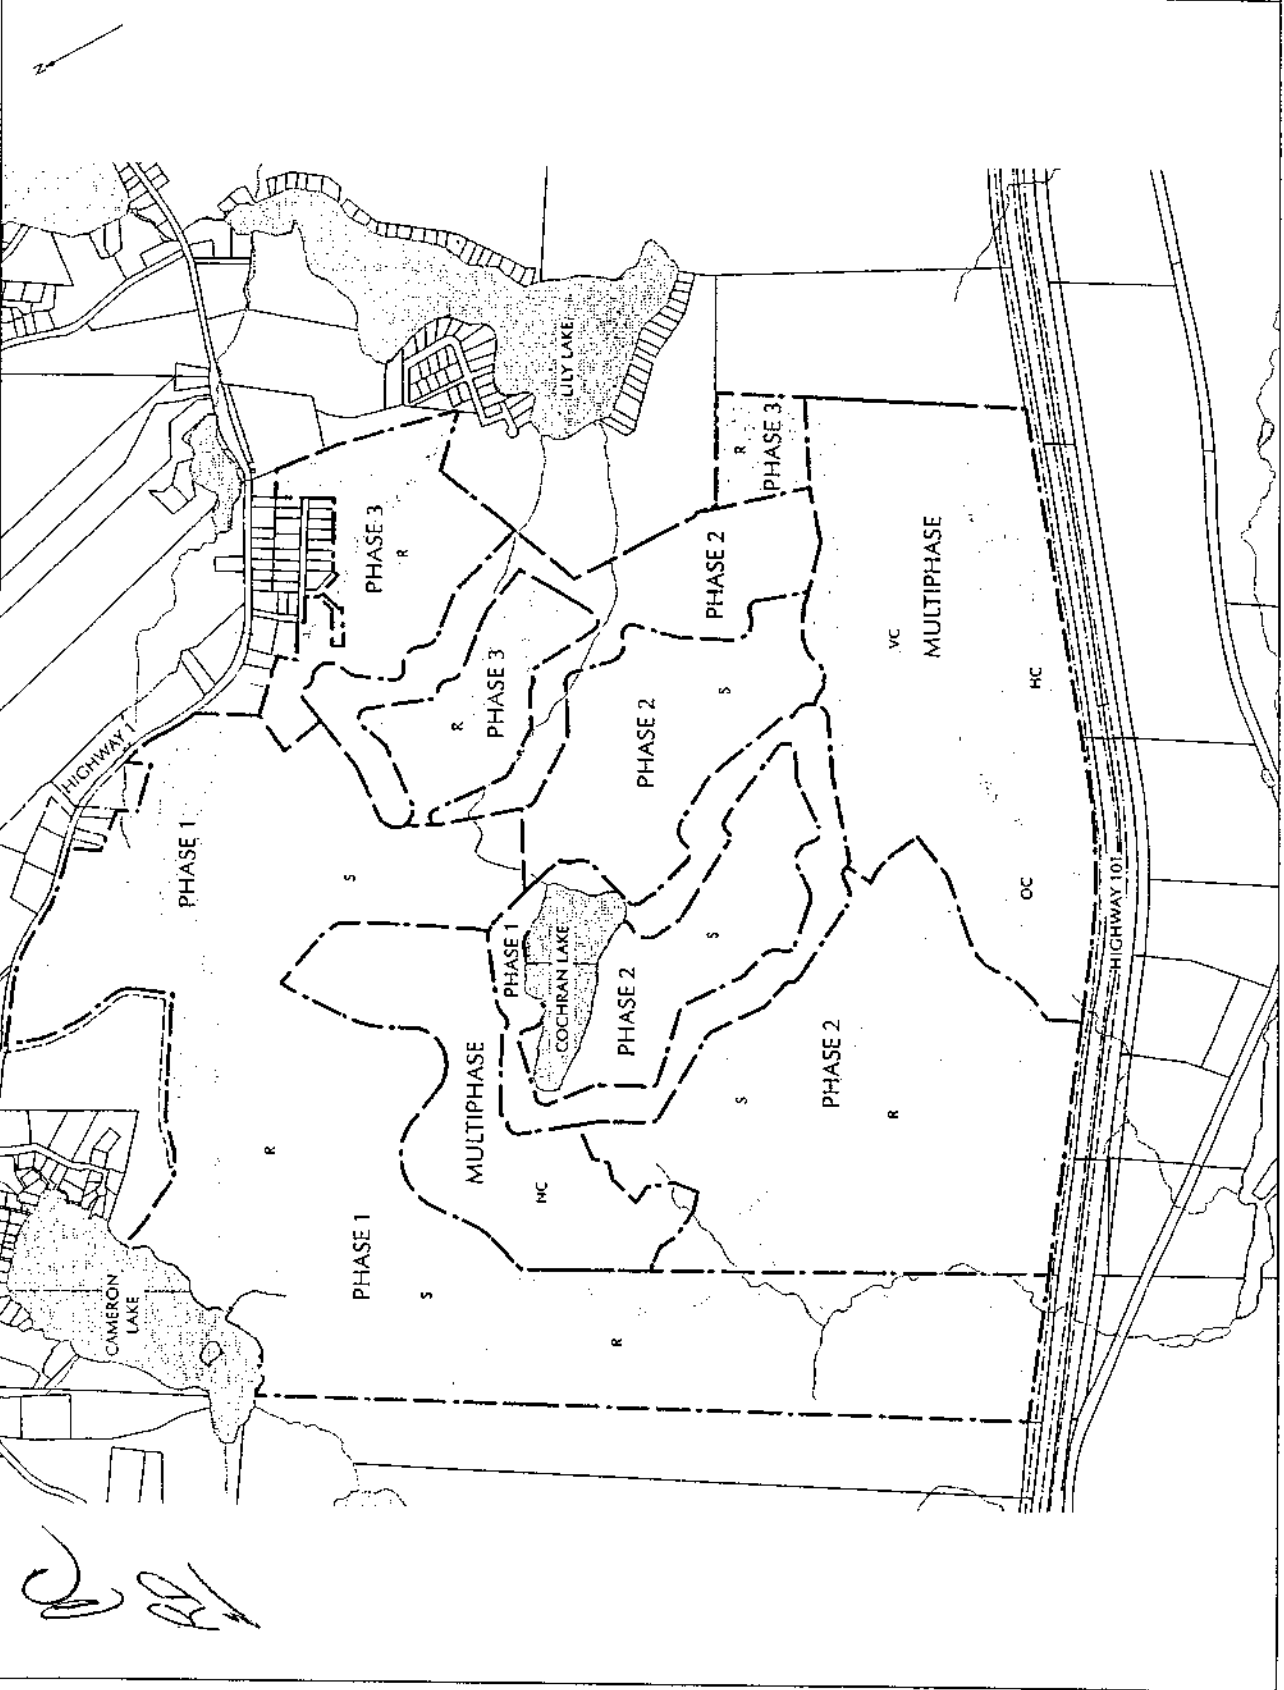 N
HIGHWAY 1
PHASE 1
S
R
PHASE 1
S
R
CAMERON
LAKE
MULTIPHASE
NC
PHASE 1
COCHRAN LAKE
PHASE 2
S
S
PHASE 2
R
PHASE 3
R
PHASE 3
R
LILY LAKE
PHASE 2
S
PHASE 2
R
PHASE 3
VC
MULTIPHASE
HC
OC
HIGHWAY 101